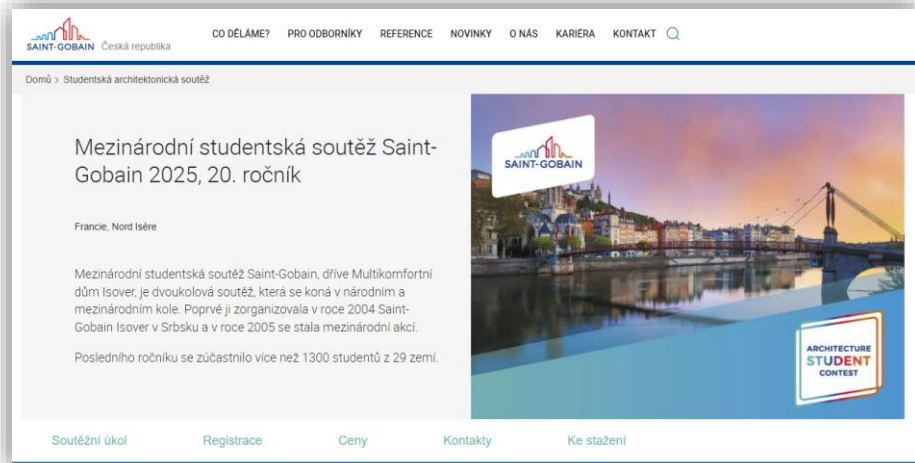 SAINT-GOBAIN Česká republika
CO DĚLÁME? PRO ODBORNÍKY REFERENCE NOVINKY O NÁS KARIÉRA KONTAKT
Domů > Studentská architektonická soutěž
Mezinárodní studentská soutěž Saint-
Gobain 2025, 20. ročník
Francie, Nord Isère
Mezinárodní studentská soutěž Saint-Gobain, dříve Multikomfortní
dům Isover, je dvoukolová soutěž, která se koná v národním a
mezinárodním kole. Poprvé ji zorganizovala v roce 2004 Saint-
Gobain Isover v Srbsku a v roce 2005 se stala mezinárodní akcí.
Posledního ročníku se zúčastnilo více než 1300 studentů z 29 zemí.
SAINT-GOBAIN
ARCHITECTURE
STUDENT
CONTEST
Soutěžní úkol Registrace Ceny Kontakty Ke stažení